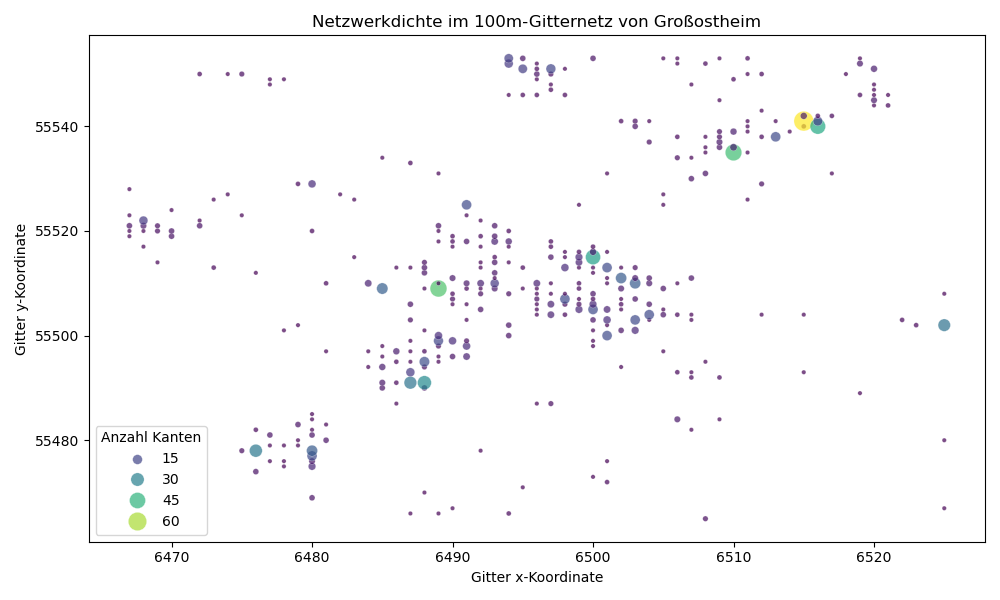 Netzwerkdichte im 100m-Gitternetz von Großostheim
Gitter y-Koordinate
55540
55520
55500
55480
Anzahl Kanten
15
30
45
60
6470 6480 6490 6500 6510 6520
Gitter x-Koordinate